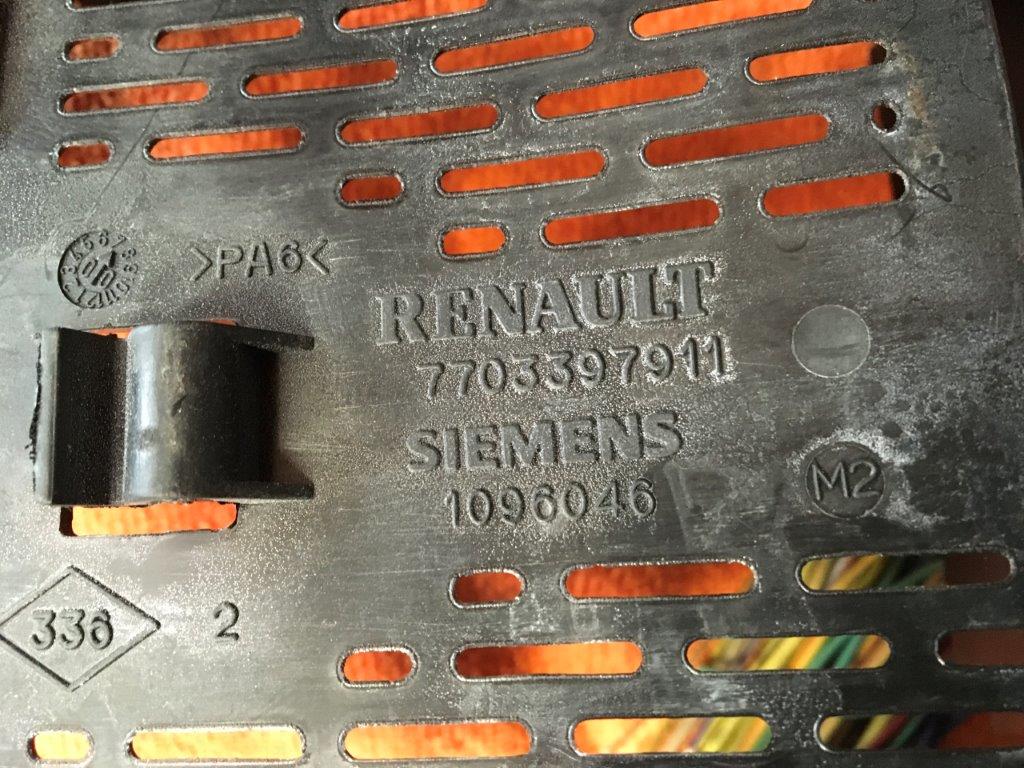 >PA6<
RENAULT
7703397911
SIEMENS
1096046
M2
336
2